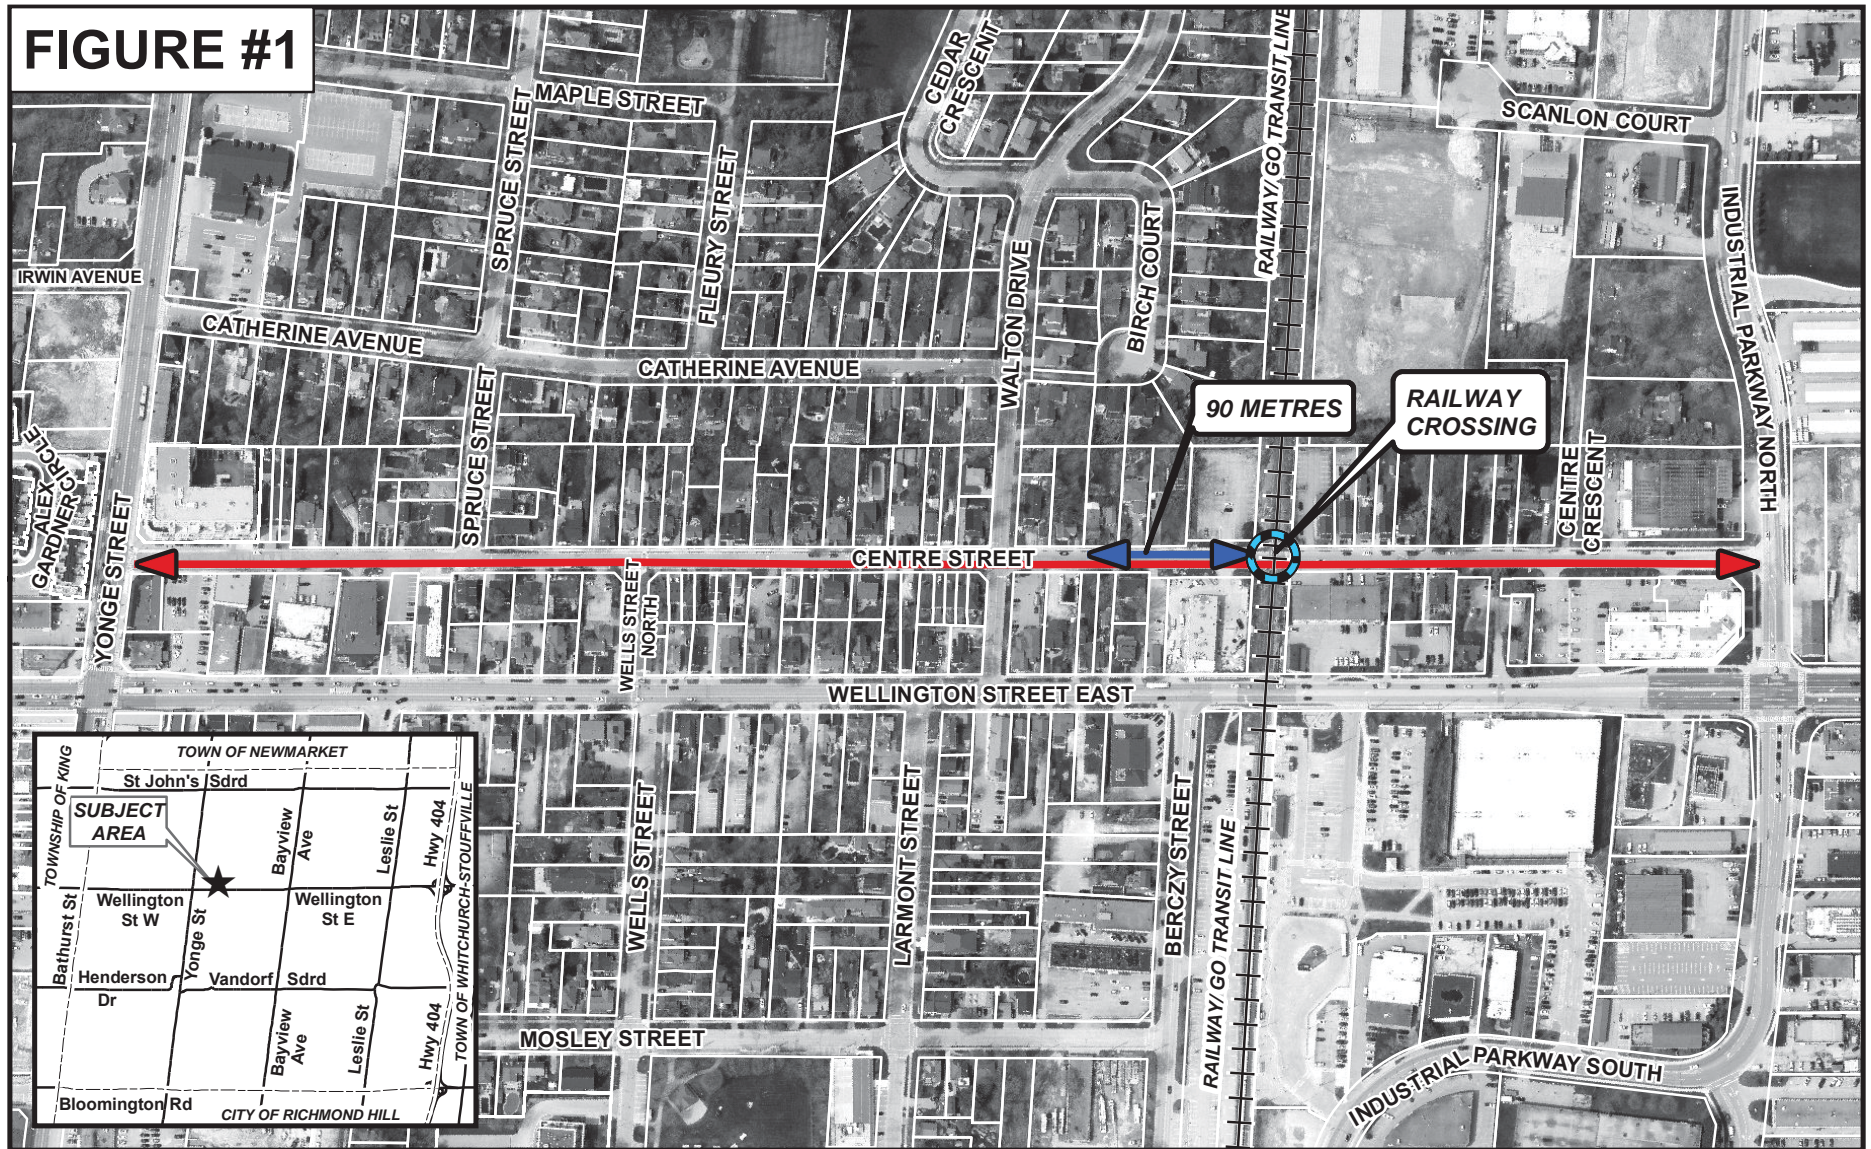 FIGURE #1
MAPLE STREET
CEDAR
CRESCENT
RAILWAY/ GO TRANSIT LINE
SCANLON COURT
SPRUCE STREET
FLEURY STREET
WALTON DRIVE
BIRCH COURT
INDUSTRIAL PARKWAY NORTH
IRWIN AVENUE
CATHERINE AVENUE
CATHERINE AVENUE
90 METRES
RAILWAY
CROSSING
SPRUCE STREET
GARDALEX
GARDNERCIRCLE
YONGE STREET
CENTRE
CRESCENT
CENTRE STREET
WELLS STREET
NORTH
WELLINGTON STREET EAST
WELLS STREET
LARMONT STREET
BERCZY STREET
RAILWAY/ GO TRANSIT LINE
MOSLEY STREET
INDUSTRIAL PARKWAY SOUTH
TOWN OF NEWMARKET
TOWNSHIP OF KING
St John's Sdrd
SUBJECT
AREA
Bayview
Ave
Leslie St
Hwy 404
TOWN OF WHITCHURCH-STOUFFVILLE
Wellington
St W
Wellington
St E
Bathurst St
Yonge St
Henderson
Dr
Vandorf Sdrd
Bayview
Ave
Leslie St
Hwy 404
Bloomington Rd
CITY OF RICHMOND HILL